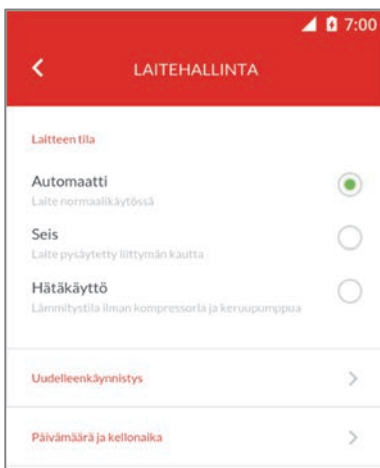 7:00
LAITEHALLINTA
Laitteen tila
Automaatti
Laite normaalikäytössä
Seis
Laite pysäytetty liittymän kautta
Hätäkäyttö
Lämmitystila ilman kompressoria ja keruupumppua
Uudelleenkäynnistys
Päivämäärä ja kellonaika